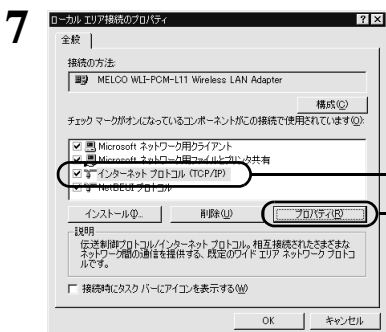 7
ローカル エリア接続のプロパティ
全般
接続の方法:
MELCO WLI-PCM-L11 Wireless LAN Adapter
構成(C)
チェック マークがオンになっているコンポーネントがこの接続で使用されています(O):
Microsoft ネットワーク用クライアント
Microsoft ネットワーク用ファイルとプリンタ共有
インターネット プロトコル (TCP/IP)
NetBEUI プロトコル
インストール(I)...
削除(U)
プロパティ(R)
説明
伝送制御プロトコル/インターネット プロトコル。相互接続されたさまざまな
ネットワーク間の通信を提供する、既定のワイド エリア ネットワーク プロトコ
ルです。
接続時にタスク バーにアイコンを表示する(W)
OK
キャンセル